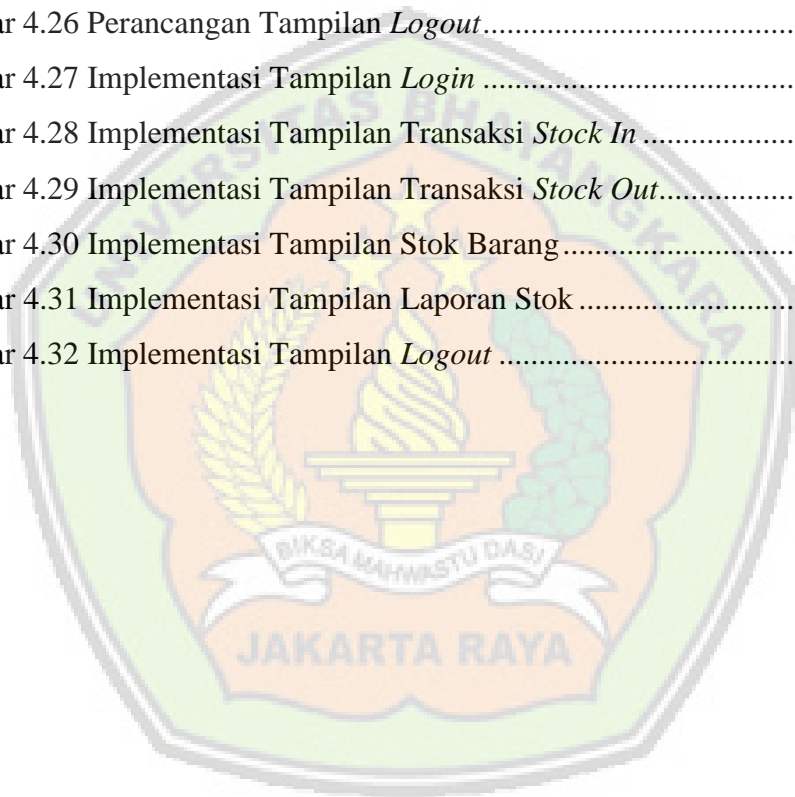 ar 4.26 Perancangan Tampilan Logout.......................................
ar 4.27 Implementasi Tampilan Login .......................................
ar 4.28 Implementasi Tampilan Transaksi Stock In ...................
ar 4.29 Implementasi Tampilan Transaksi Stock Out.................
ar 4.30 Implementasi Tampilan Stok Barang.............................
ar 4.31 Implementasi Tampilan Laporan Stok ...........................
ar 4.32 Implementasi Tampilan Logout .....................................
UNIVERSITAS BHAYANGKARA
BIKSA MAHWASTU DASI
JAKARTA RAYA